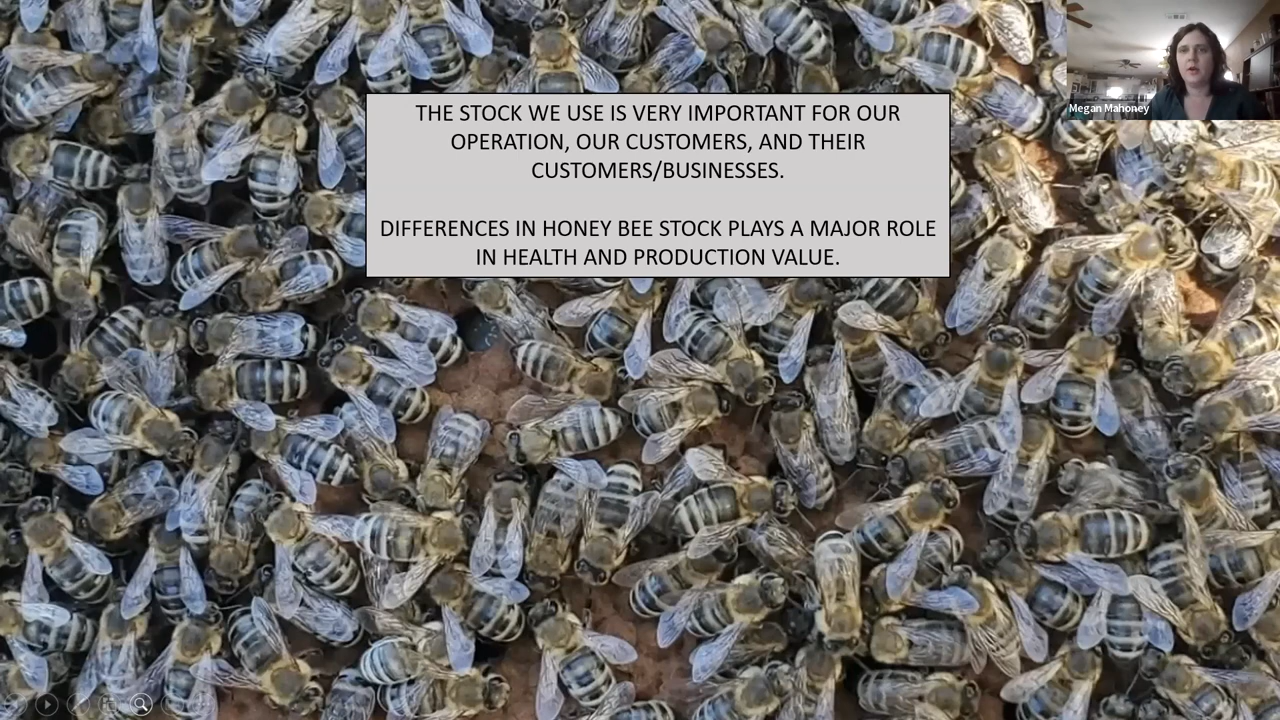 THE STOCK WE USE IS VERY IMPORTANT FOR OUR
OPERATION, OUR CUSTOMERS, AND THEIR
CUSTOMERS/BUSINESSES.
DIFFERENCES IN HONEY BEE STOCK PLAYS A MAJOR ROLE
IN HEALTH AND PRODUCTION VALUE.
Megan Mahoney